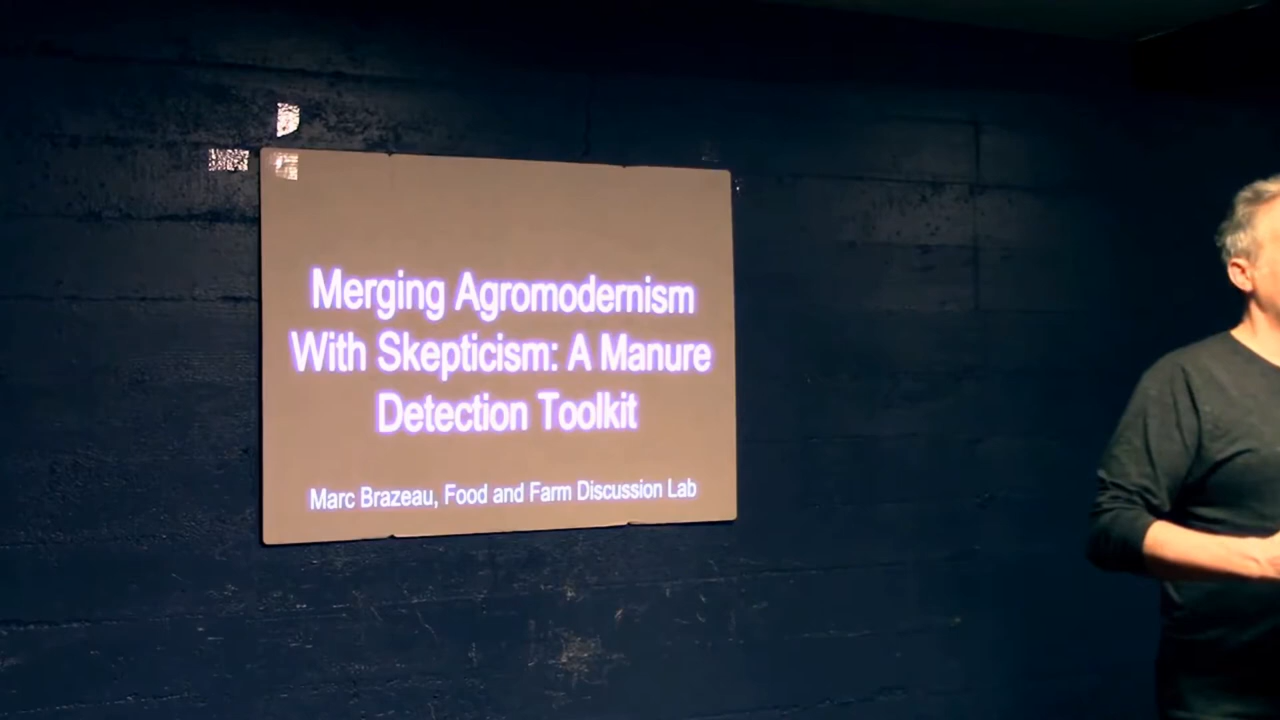 Merging Agromodernism
With Skepticism: A Manure
Detection Toolkit
Marc Brazeau, Food and Farm Discussion Lab